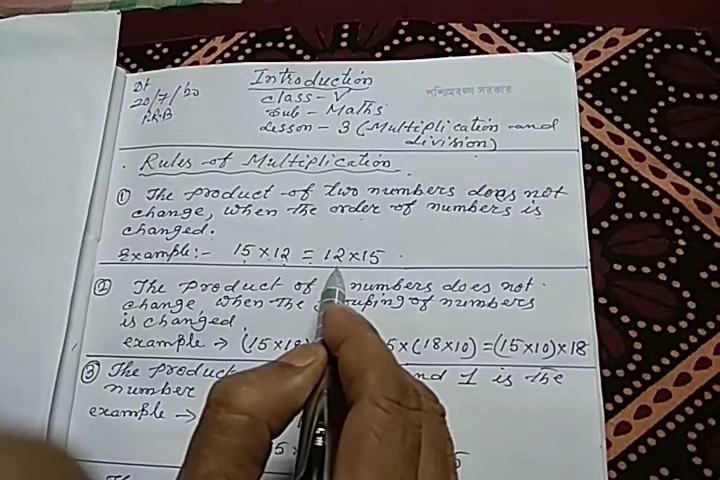 Dt
20/7/20
P.R.B
Introduction
পশ্চিমবঙ্গ সরকার
class - V
Sub - Maths
Lesson - 3 (Multiplication and
division)
Rules of Multiplication
① The product of two numbers does not
change, when the order of numbers is
changed.
Example:- 15 × 12 = 12 × 15
② The product of numbers does not
change, when the of numbers
is changed
example → (15×18) (18×10) = (15×10)×18
③ The product and 1 is the
number
example →